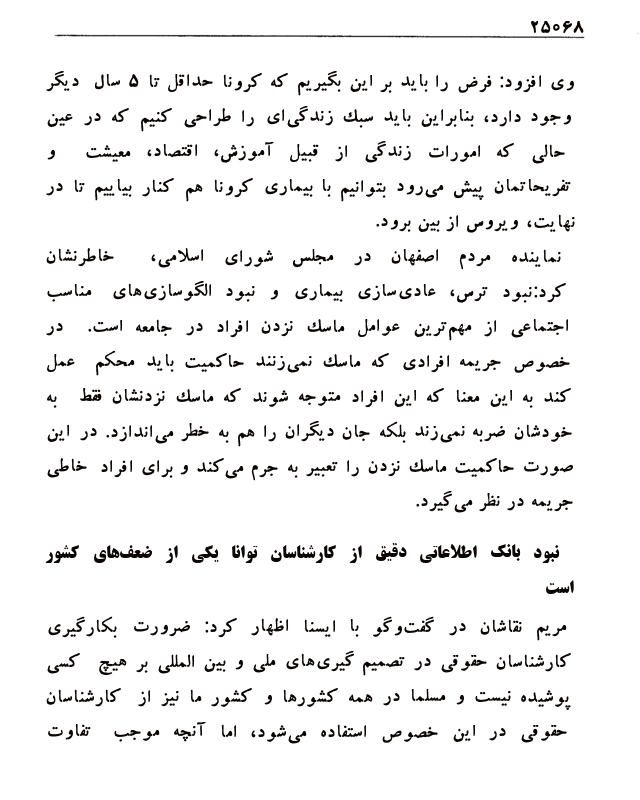 ۲۵۰۶۸
وی افزود: فرض را باید بر این بگیریم که کرونا حداقل تا ۵ سال دیگر
وجود دارد، بنابراین باید سبك زندگی‌ای را طراحی کنیم که در عین
حالی که امورات زندگی از قبیل آموزش، اقتصاد، معیشت و
تفریحاتمان پیش می‌رود بتوانیم با بیماری کرونا هم کنار بیاییم تا در
نهایت، ویروس از بین برود.
نماینده مردم اصفهان در مجلس شورای اسلامی، خاطرنشان
کرد:نبود ترس، عادی‌سازی بیماری و نبود الگوسازی‌های مناسب
اجتماعی از مهم‌ترین عوامل ماسك نزدن افراد در جامعه است. در
خصوص جریمه افرادی که ماسك نمی‌زنند حاکمیت باید محکم عمل
کند به این معنا که این افراد متوجه شوند که ماسك نزدنشان فقط به
خودشان ضربه نمی‌زند بلکه جان دیگران را هم به خطر می‌اندازد. در این
صورت حاکمیت ماسك نزدن را تعبیر به جرم می‌کند و برای افراد خاطی
جریمه در نظر می‌گیرد.
نبود بانک اطلاعاتی دقیق از کارشناسان توانا یکی از ضعف‌های کشور
است
مریم نقاشان در گفت‌وگو با ایسنا اظهار کرد: ضرورت بکارگیری
کارشناسان حقوقی در تصمیم گیری‌های ملی و بین المللی بر هیچ کسی
پوشیده نیست و مسلما در همه کشورها و کشور ما نیز از کارشناسان
حقوقی در این خصوص استفاده می‌شود، اما آنچه موجب تفاوت